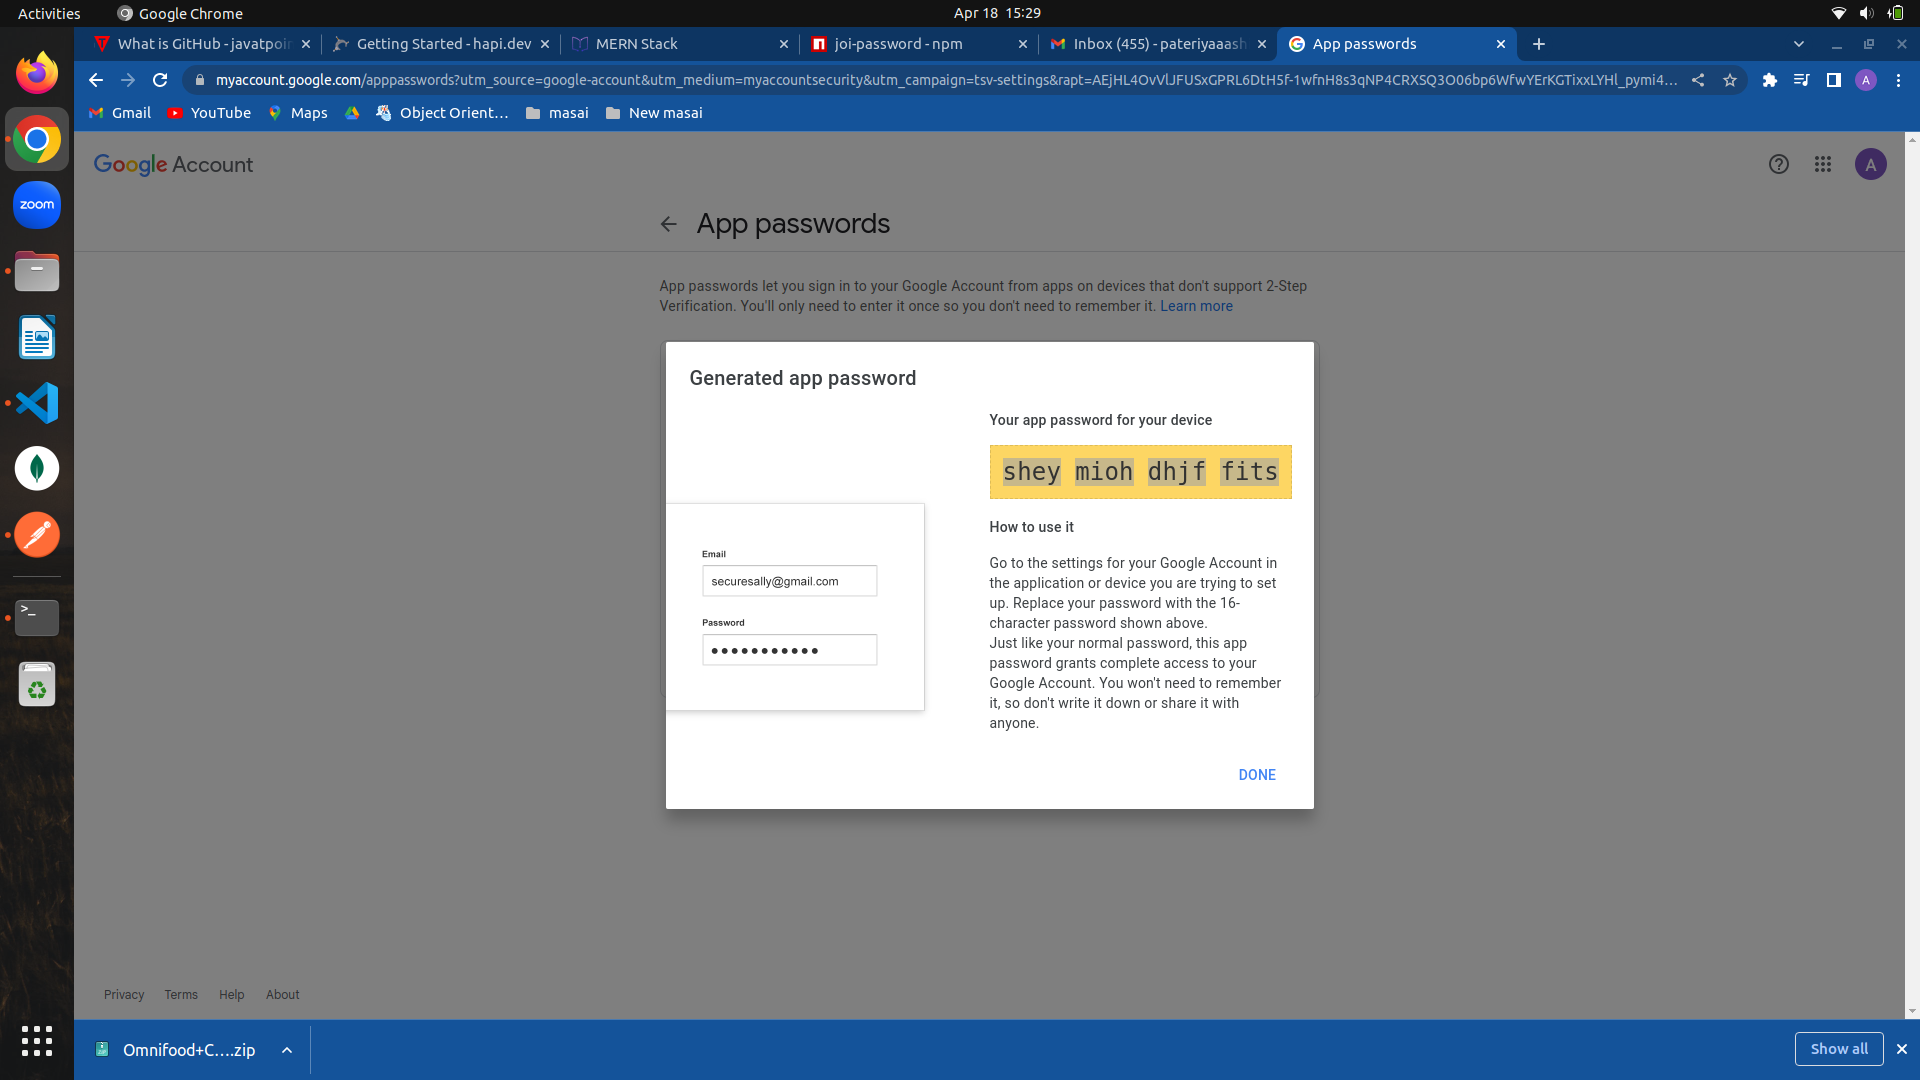 Activities
Google Chrome
Apr 18 15:29
What is GitHub - javatpoin
Getting Started - hapi.dev
MERN Stack
joi-password - npm
Inbox (455) - pateriyaaash
App passwords
myaccount.google.com/apppasswords?utm_source=google-account&utm_medium=myaccountsecurity&utm_campaign=tsv-settings&rapt=AEjHL4OvVlJFUSxGPRL6DtH5f-1wfnH8s3qNP4CRXSQ3O06bp6WfwYErKGTixxLYHl_pymi4...
Gmail
YouTube
Maps
Object Orient...
masai
New masai
Google Account
A
App passwords
App passwords let you sign in to your Google Account from apps on devices that don't support 2-Step
Verification. You'll only need to enter it once so you don't need to remember it. Learn more
Generated app password
Your app password for your device
shey mioh dhjf fits
Email
securesally@gmail.com
Password
How to use it
Go to the settings for your Google Account in
the application or device you are trying to set
up. Replace your password with the 16-
character password shown above.
Just like your normal password, this app
password grants complete access to your
Google Account. You won't need to remember
it, so don't write it down or share it with
anyone.
DONE
Privacy
Terms
Help
About
zoom
Omnifood+C....zip
Show all